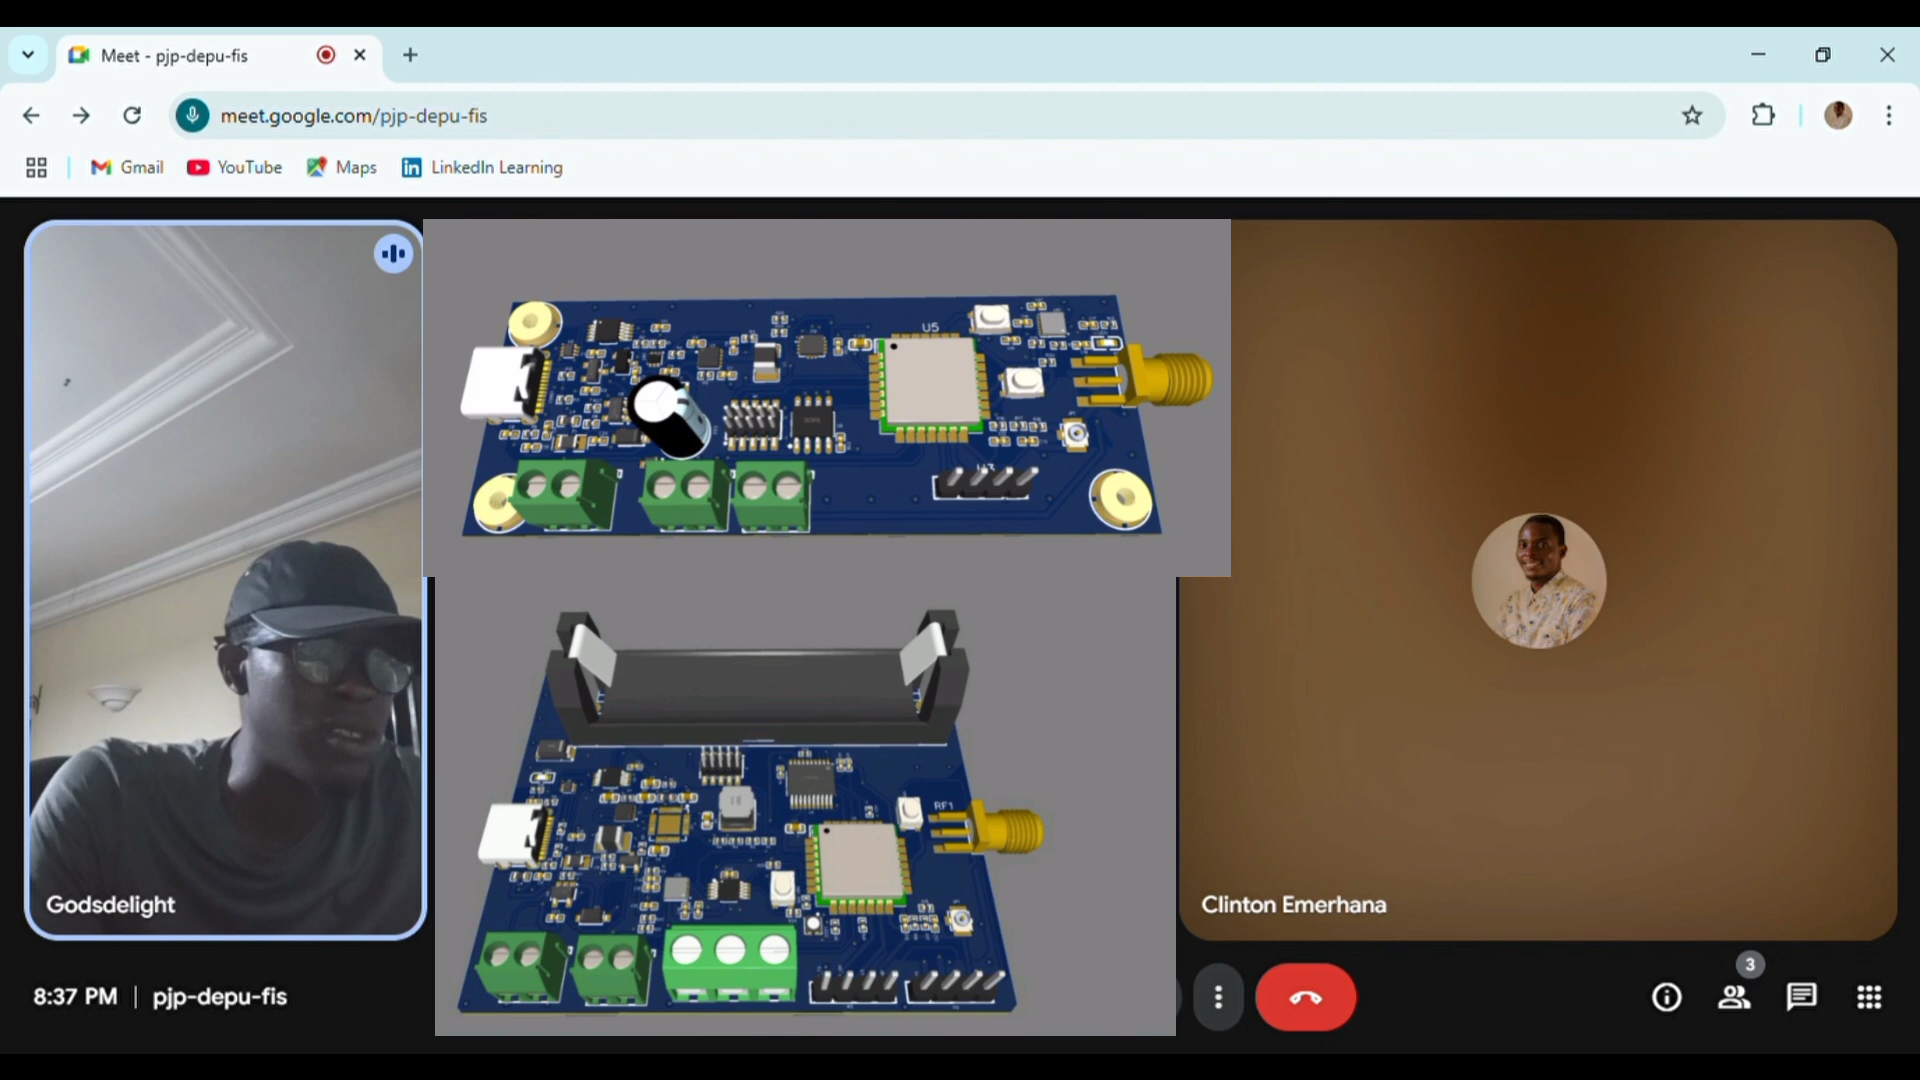 Meet - pjp-depu-fis
meet.google.com/pjp-depu-fis
Gmail YouTube Maps LinkedIn Learning
U5
RF1
Godsdelight
Clinton Emerhana
8:37 PM | pjp-depu-fis
3